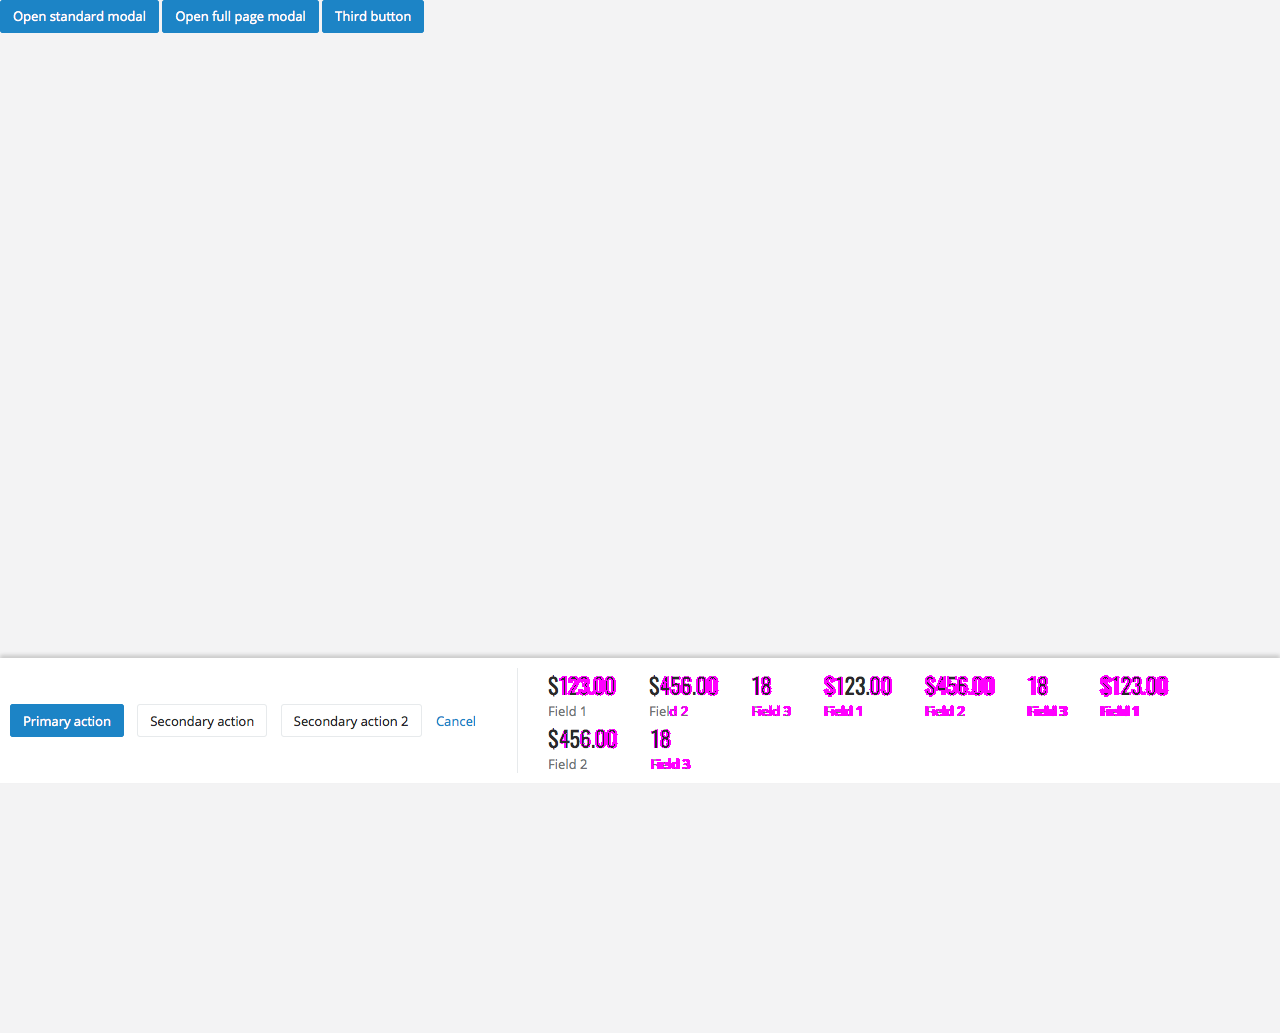 Open standard modal Open full page modal Third button
$123.00 $456.00 18 $123.00 $456.00 18 $123.00
Field 1 Field 2 Field 3 Field 1 Field 2 Field 3 Field 1
Primary action Secondary action Secondary action 2 Cancel
$456.00 18
Field 2 Field 3